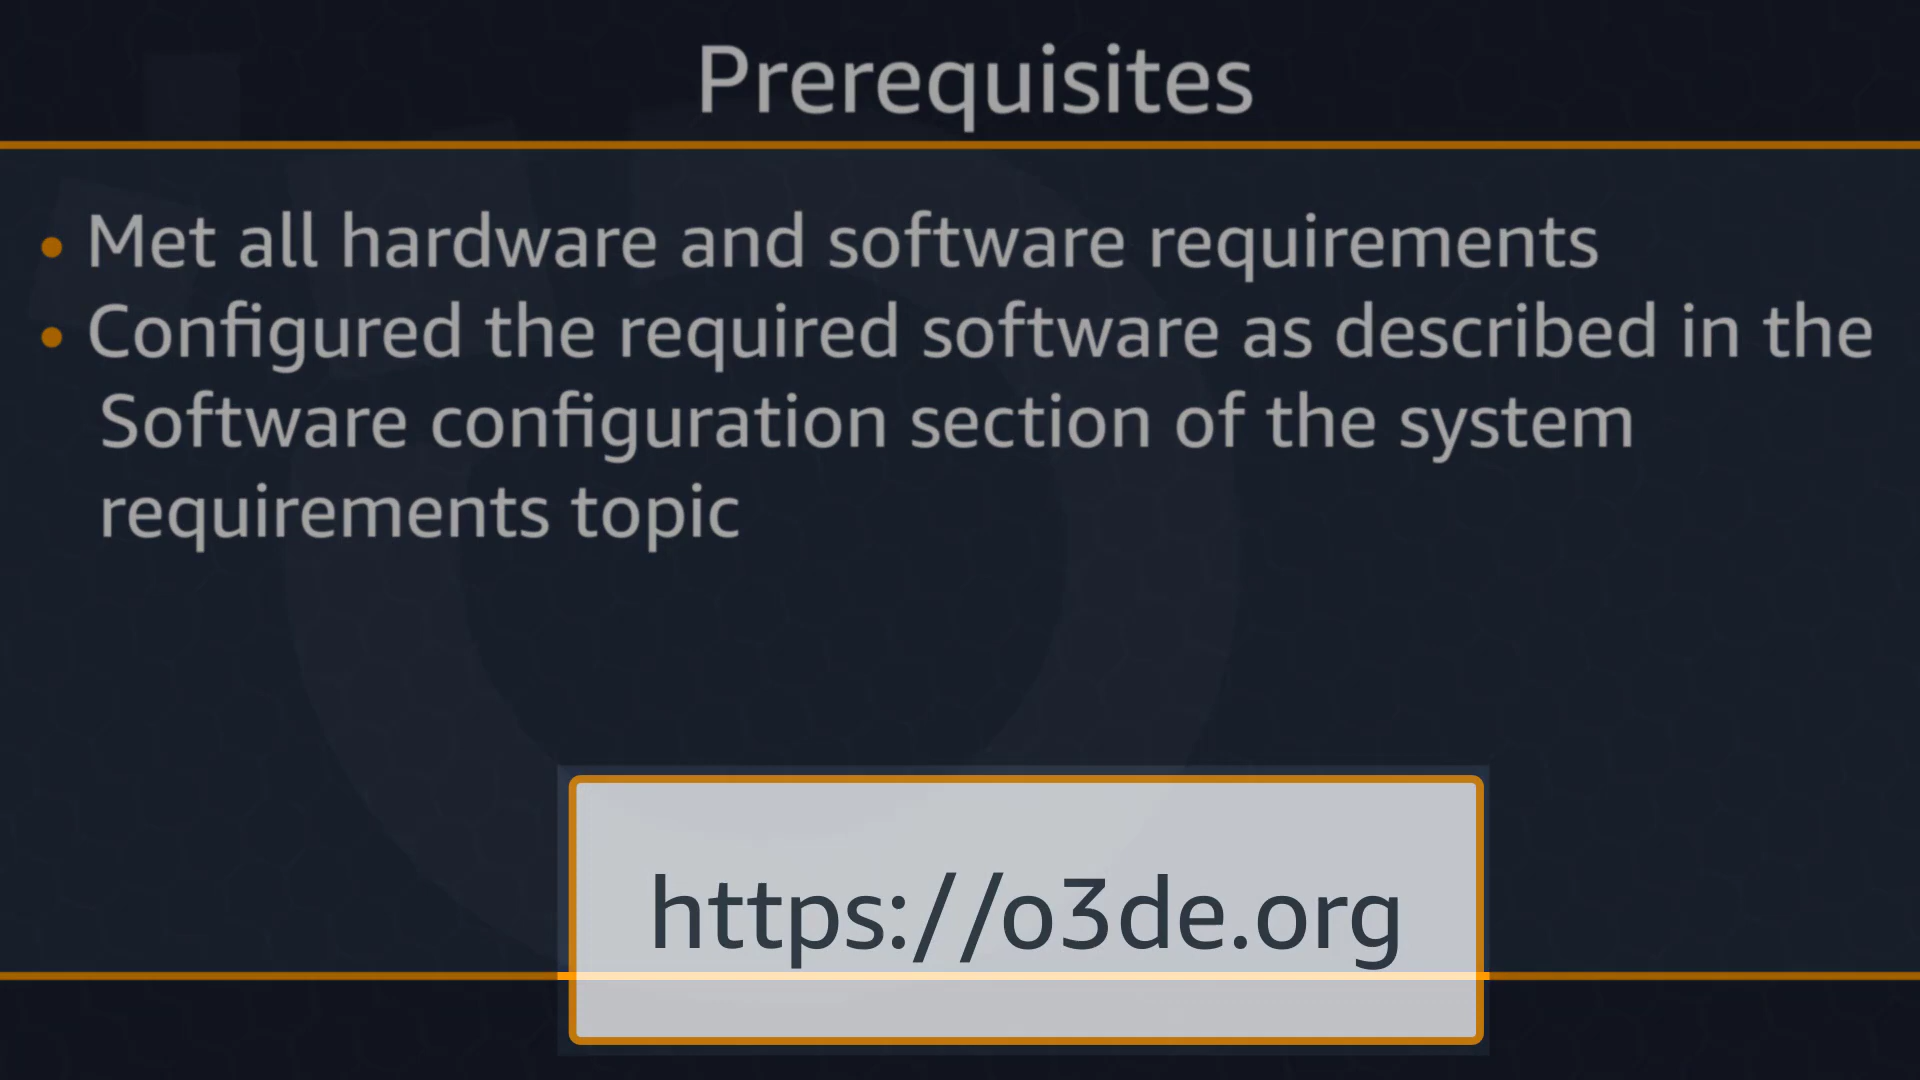 Prerequisites
• Met all hardware and software requirements
• Configured the required software as described in the
Software configuration section of the system
requirements topic
https://o3de.org